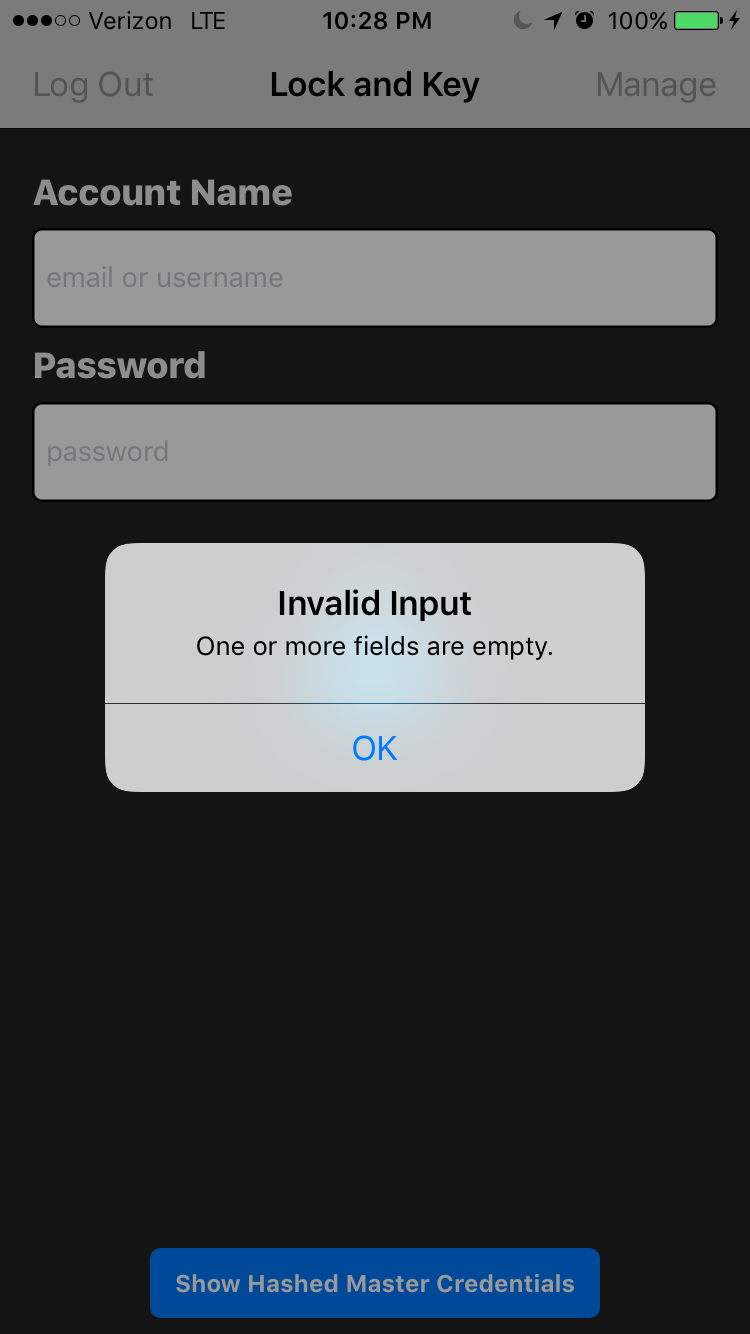 Verizon LTE 10:28 PM 100%
Log Out Lock and Key Manage
Account Name
email or username
Password
password
Invalid Input
One or more fields are empty.
OK
Show Hashed Master Credentials